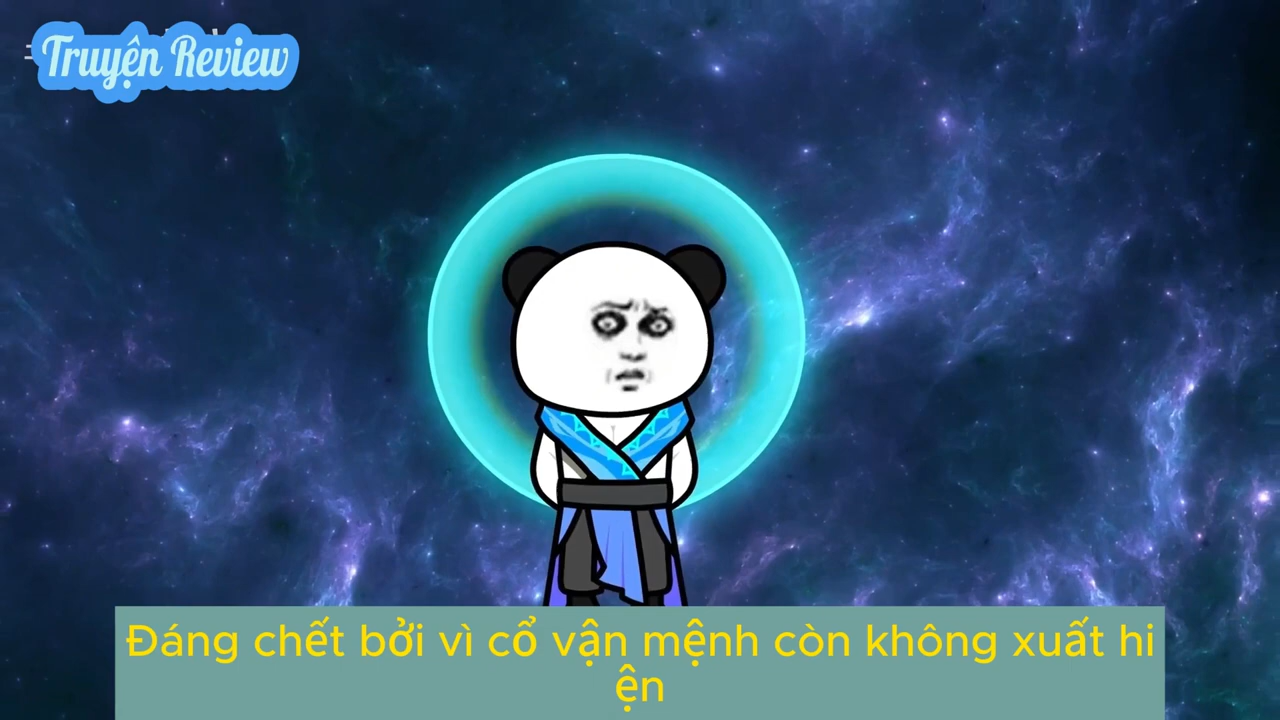 Truyện Review
Đáng chết bởi vì cổ vận mệnh còn không xuất hi
ện